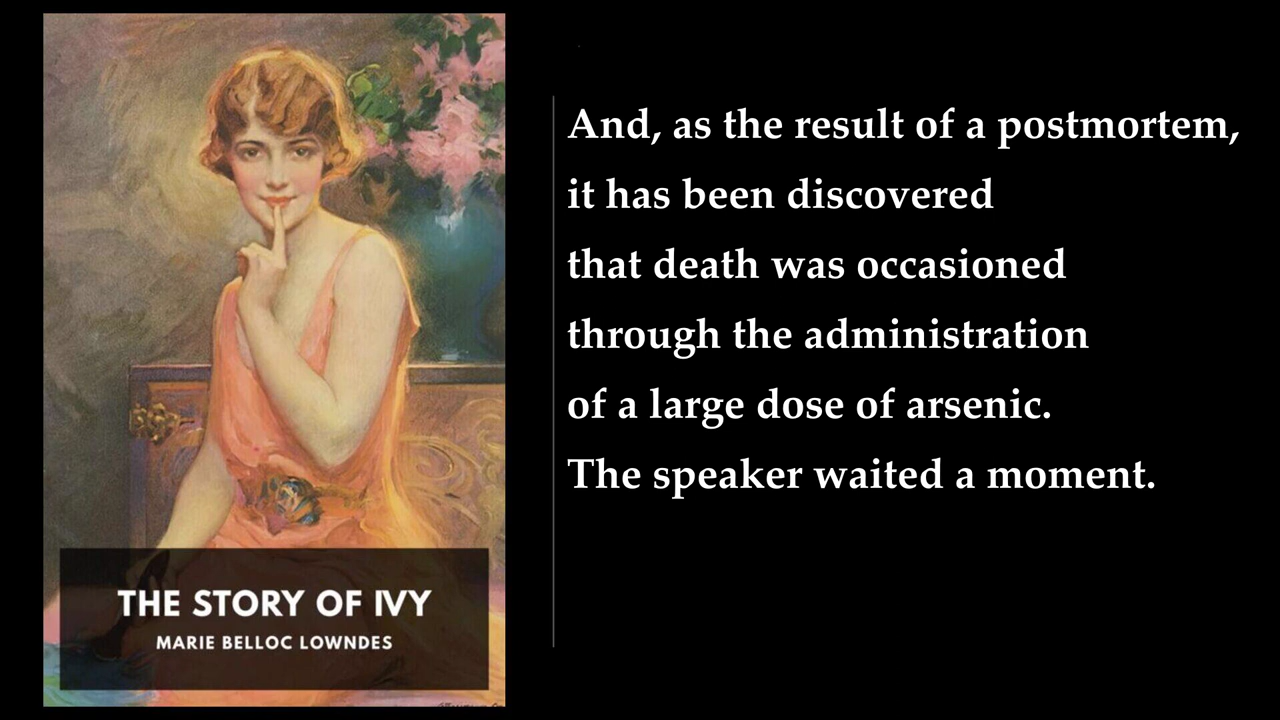 And, as the result of a postmortem,
it has been discovered
that death was occasioned
through the administration
of a large dose of arsenic.
The speaker waited a moment.
THE STORY OF IVY
MARIE BELLOC LOWNDES